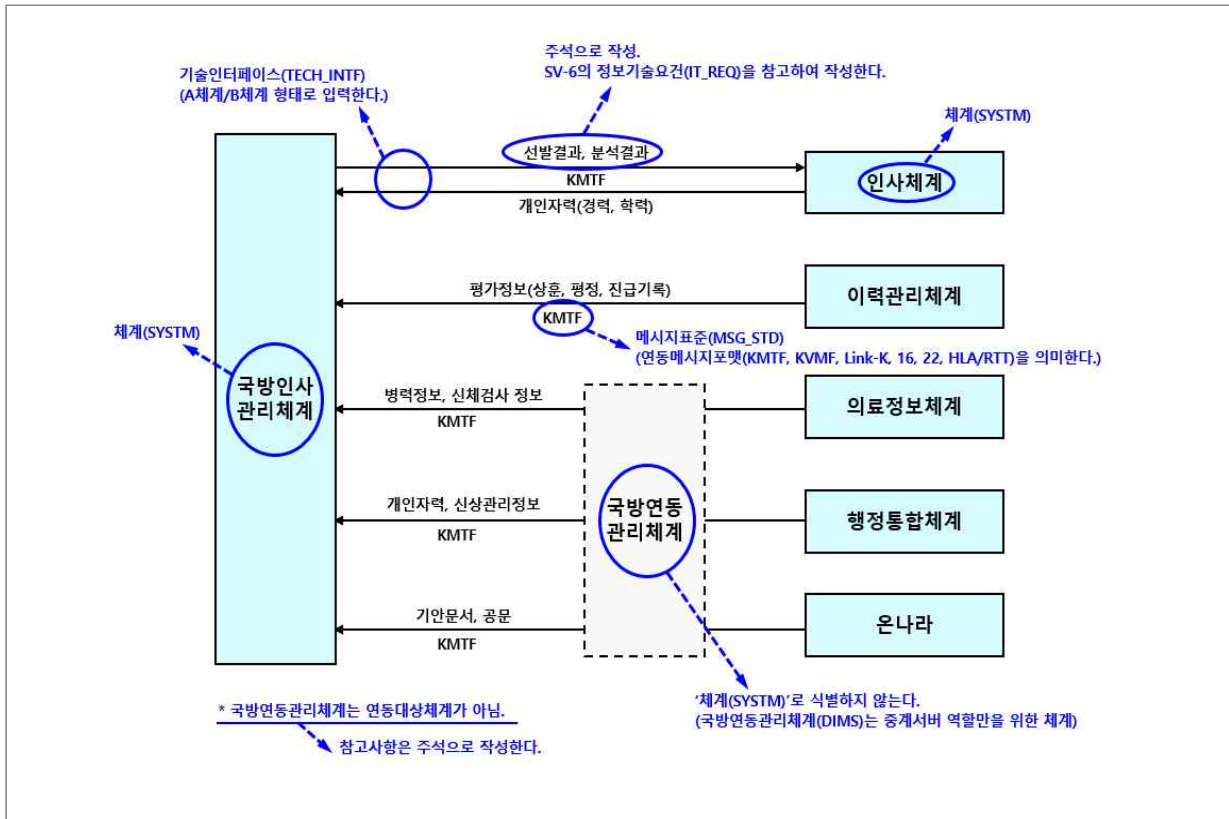 주석으로 작성.
SV-6의 정보기술요건(IT_REQ)을 참고하여 작성한다.
기술인터페이스(TECH_INTF)
(A체계/B체계 형태로 입력한다.)
체계(SYSTM)
선발결과, 분석결과
KMTF
개인자력(경력, 학력)
인사체계
평가정보(상훈, 평정, 진급기록)
KMTF
이력관리체계
체계(SYSTM)
메시지표준(MSG_STD)
(연동메시지포맷(KMTF, KVMF, Link-K, 16, 22, HLA/RTT)을 의미한다.)
국방인사
관리체계
병력정보, 신체검사 정보
KMTF
의료정보체계
개인자력, 신상관리정보
KMTF
국방연동
관리체계
행정통합체계
기안문서, 공문
KMTF
온나라
* 국방연동관리체계는 연동대상체계가 아님.
참고사항은 주석으로 작성한다.
'체계(SYSTM)'로 식별하지 않는다.
(국방연동관리체계(DIMS)는 중계서버 역할만을 위한 체계)